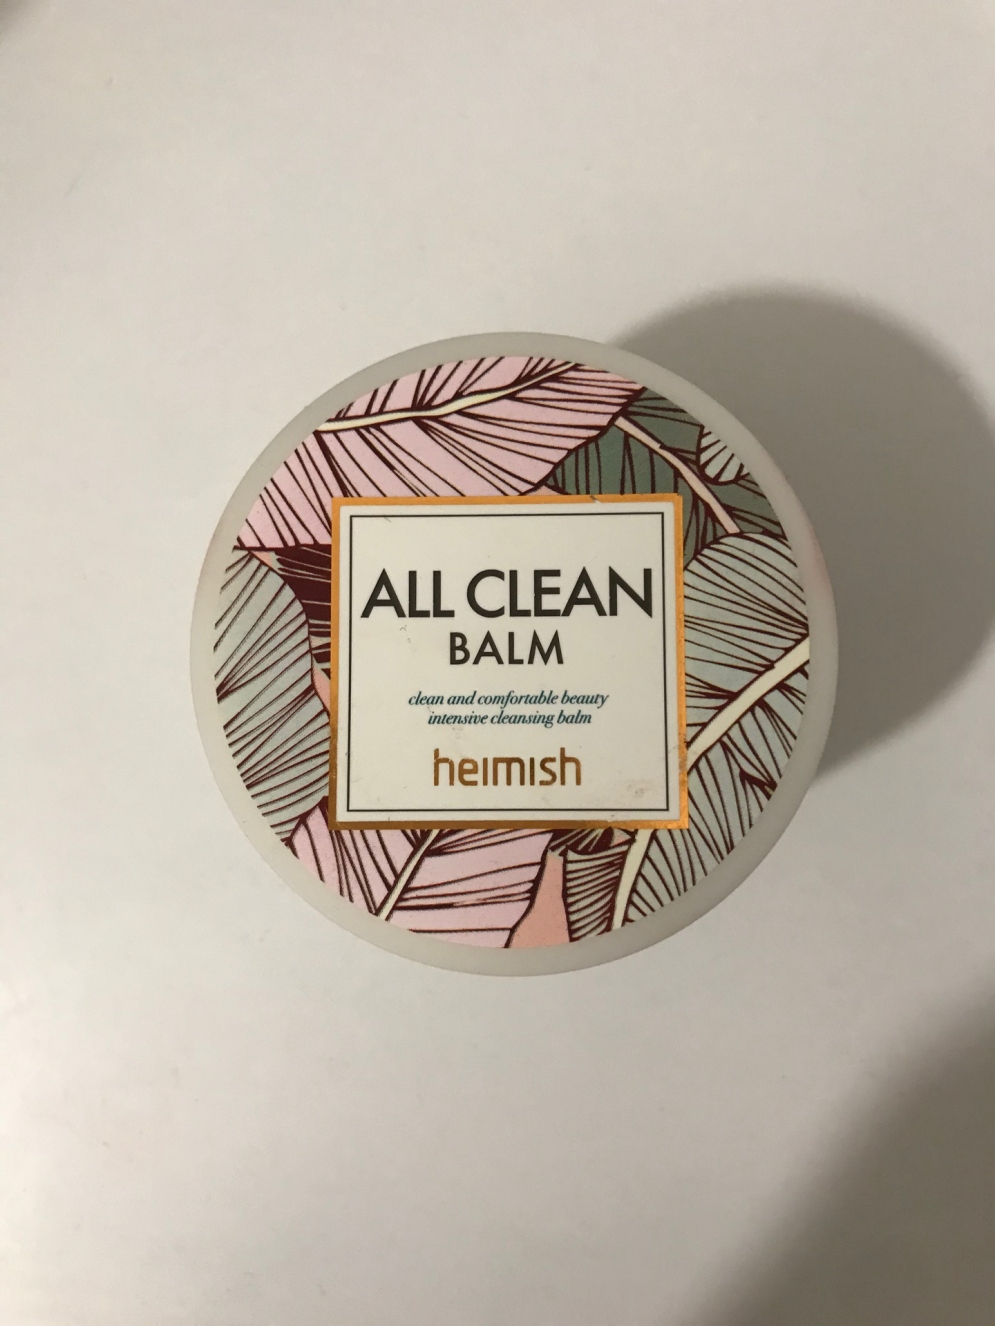 ALL CLEAN
BALM
clean and comfortable beauty
intensive cleansing balm
heimish